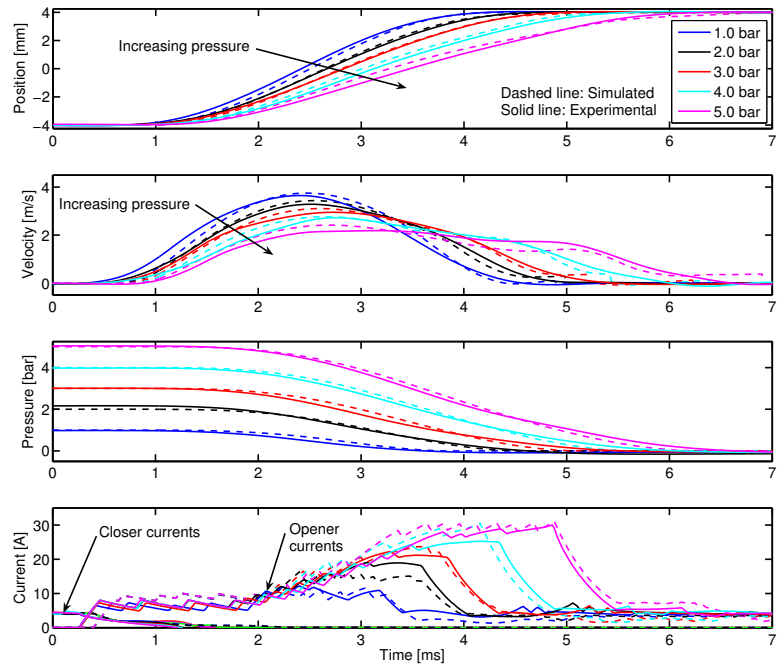 4
2
0
−2
−4
Position [mm]
Increasing pressure
Dashed line: Simulated
Solid line: Experimental
1.0 bar
2.0 bar
3.0 bar
4.0 bar
5.0 bar
0 1 2 3 4 5 6 7
4
2
0
Velocity [m/s]
Increasing pressure
0 1 2 3 4 5 6 7
4
2
0
Pressure [bar]
0 1 2 3 4 5 6 7
30
20
10
0
Current [A]
Closer currents
Opener
currents
0 1 2 3 4 5 6 7
Time [ms]